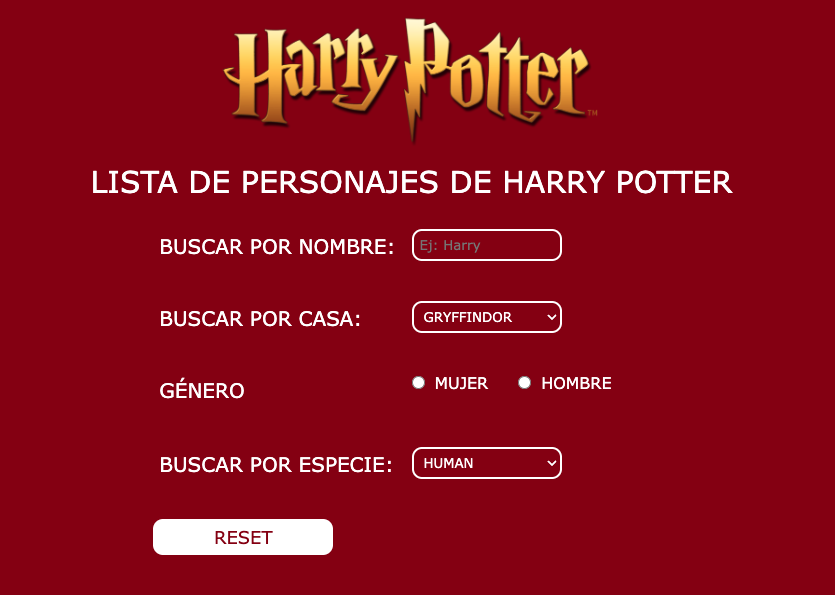 Harry Potter™
LISTA DE PERSONAJES DE HARRY POTTER
BUSCAR POR NOMBRE: Ej: Harry
BUSCAR POR CASA: GRYFFINDOR
GÉNERO MUJER HOMBRE
BUSCAR POR ESPECIE: HUMAN
RESET